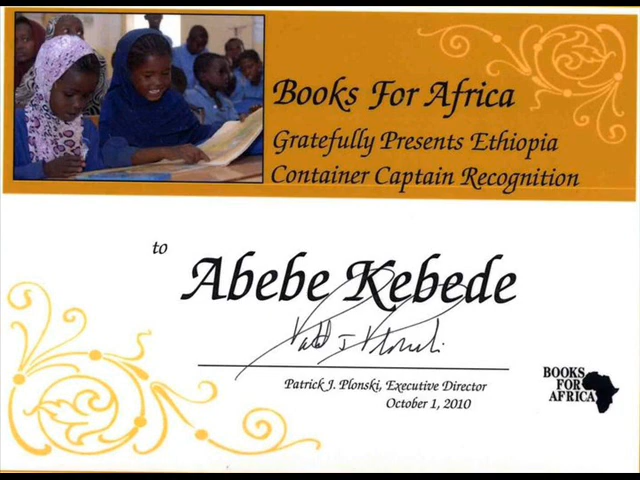 Books For Africa
Gratefully Presents Ethiopia
Container Captain Recognition
to
Abebe Kebede
Patrick J. Plonski, Executive Director
October 1, 2010
BOOKS
FOR
AFRICA